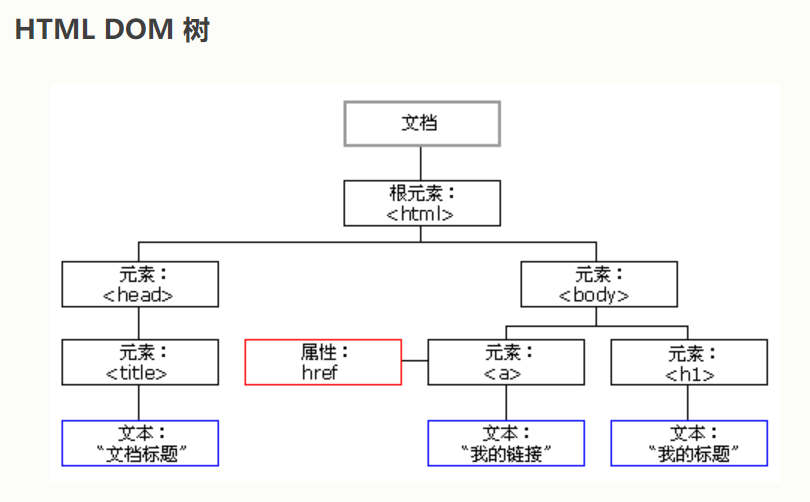 HTML DOM 树
文档
根元素：
<html>
元素：
<head>
元素：
<body>
元素：
<title>
属性：
href
元素：
<a>
元素：
<h1>
文本：
“文档标题”
文本：
“我的链接”
文本：
“我的标题”